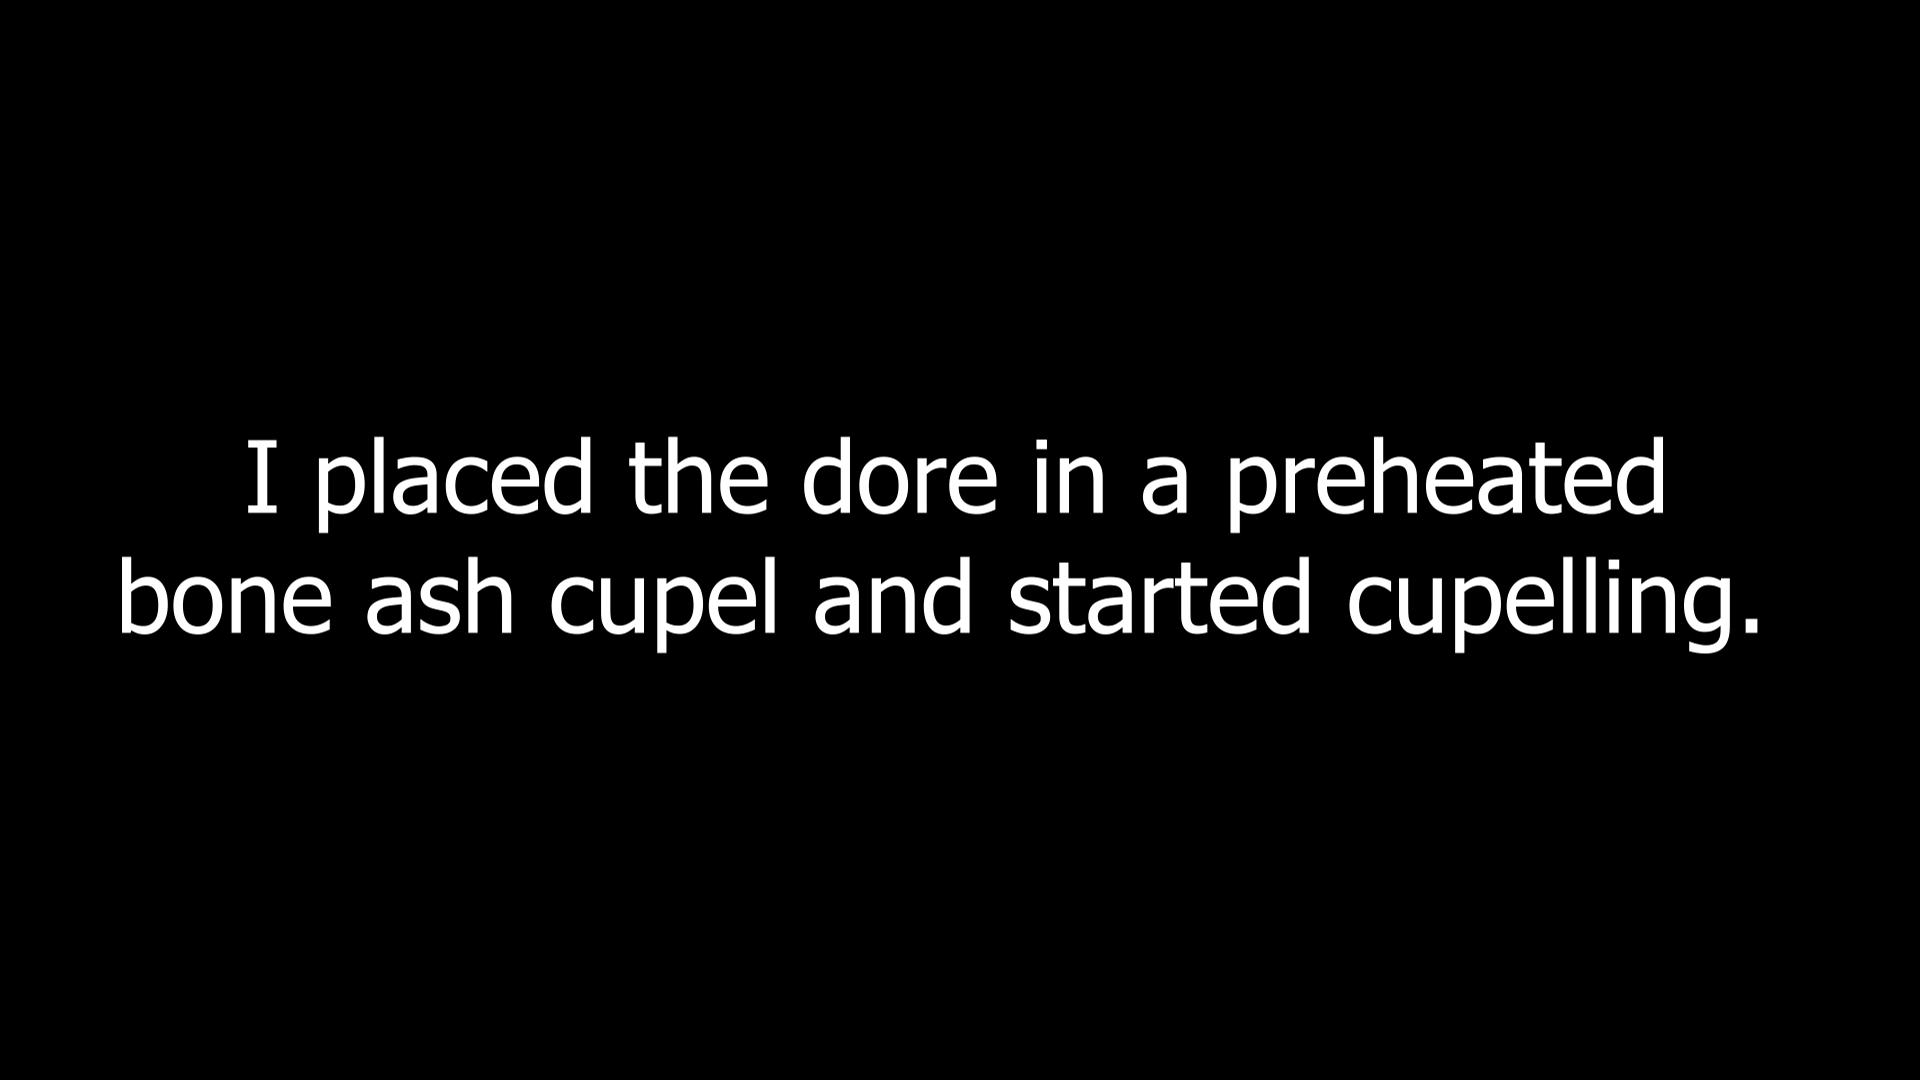 I placed the dore in a preheated
bone ash cupel and started cupelling.